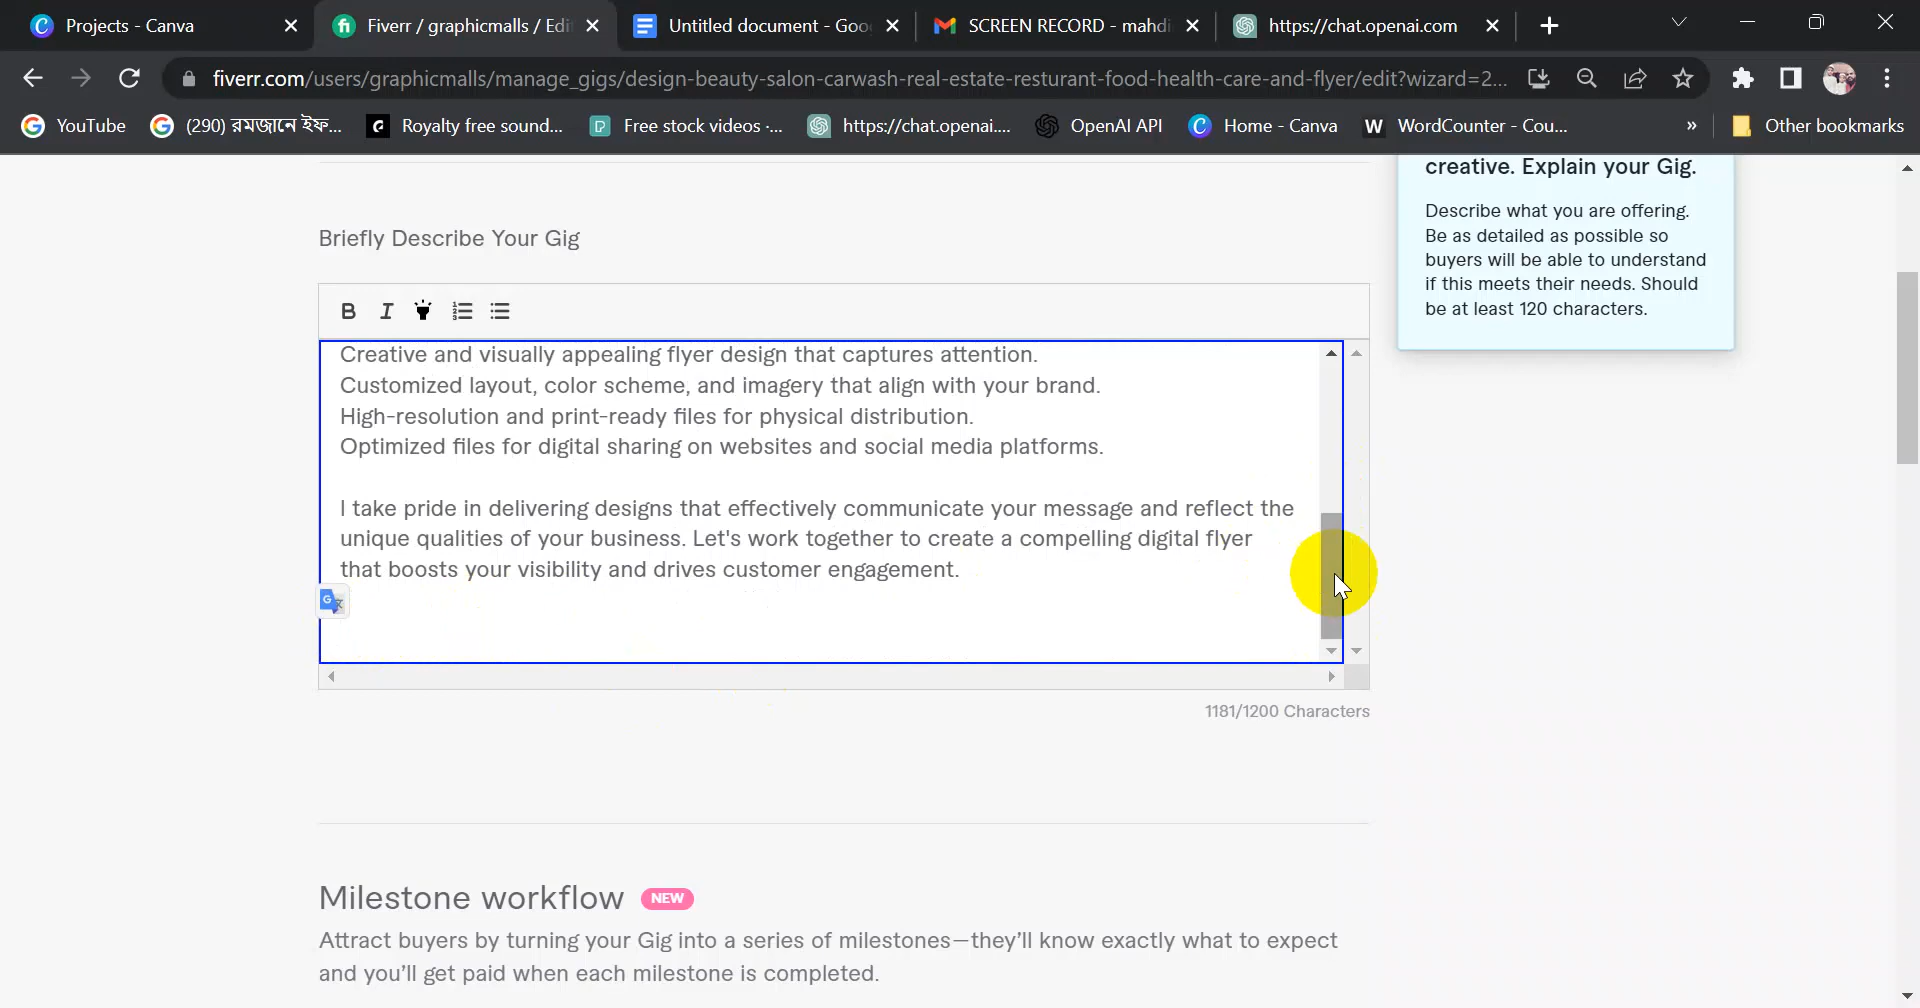 Projects - Canva
Fiverr / graphicmalls / Edi
Untitled document - Goo
SCREEN RECORD - mahdi
https://chat.openai.com
fiverr.com/users/graphicmalls/manage_gigs/design-beauty-salon-carwash-real-estate-resturant-food-health-care-and-flyer/edit?wizard=2...
YouTube
(290) রমজানে ইফ...
Royalty free sound...
Free stock videos ·...
https://chat.openai....
OpenAI API
Home - Canva
W WordCounter - Cou...
»
Other bookmarks
creative. Explain your Gig.
Describe what you are offering.
Be as detailed as possible so
buyers will be able to understand
if this meets their needs. Should
be at least 120 characters.
Briefly Describe Your Gig
B I
Creative and visually appealing flyer design that captures attention.
Customized layout, color scheme, and imagery that align with your brand.
High-resolution and print-ready files for physical distribution.
Optimized files for digital sharing on websites and social media platforms.
I take pride in delivering designs that effectively communicate your message and reflect the
unique qualities of your business. Let's work together to create a compelling digital flyer
that boosts your visibility and drives customer engagement.
1181/1200 Characters
Milestone workflow NEW
Attract buyers by turning your Gig into a series of milestones—they'll know exactly what to expect
and you'll get paid when each milestone is completed.